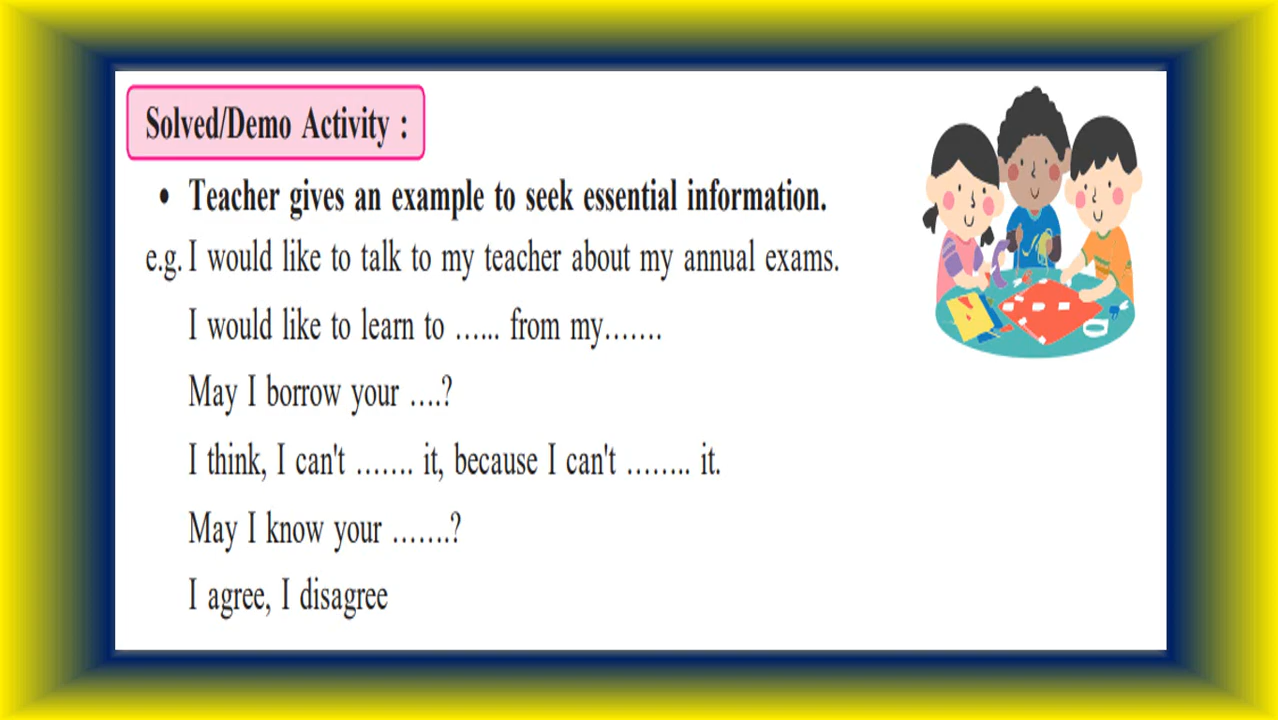 Solved/Demo Activity :
• Teacher gives an example to seek essential information.
e.g. I would like to talk to my teacher about my annual exams.
I would like to learn to …... from my…….
May I borrow your ….?
I think, I can't ……. it, because I can't …….. it.
May I know your …….?
I agree, I disagree